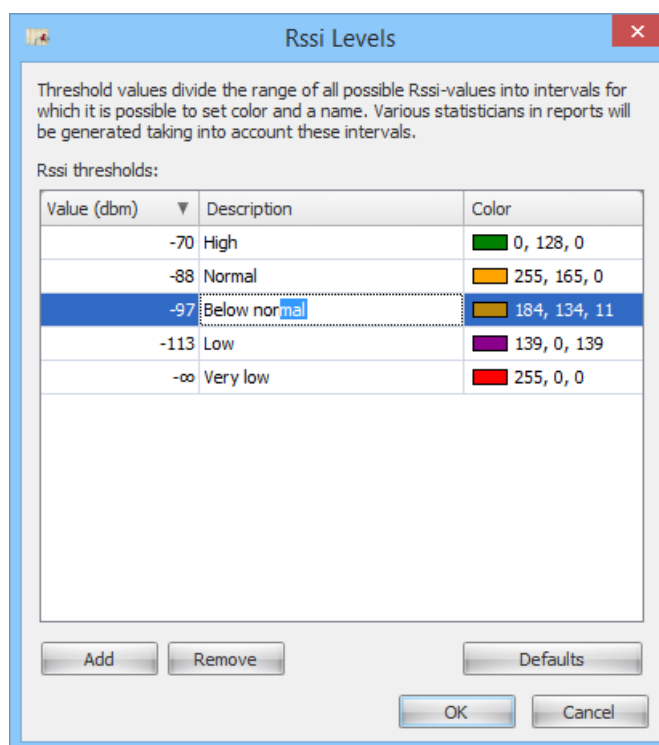 Rssi Levels
Threshold values divide the range of all possible Rssi-values into intervals for
which it is possible to set color and a name. Various statisticians in reports will
be generated taking into account these intervals.
Rssi thresholds:
Value (dbm) Description Color
-70 High 0, 128, 0
-88 Normal 255, 165, 0
-97 Below normal 184, 134, 11
-113 Low 139, 0, 139
-∞ Very low 255, 0, 0
Add Remove Defaults
OK Cancel